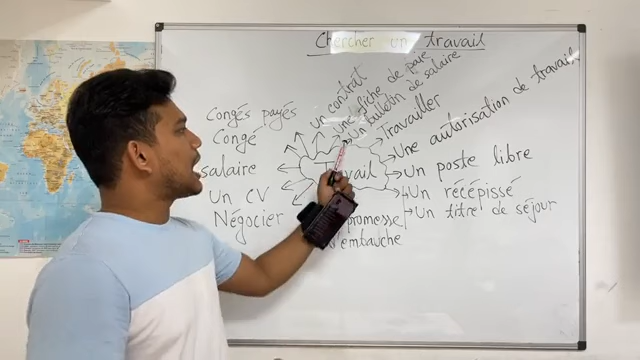 Chercher un travail
Congés payés
Congé
salaire
Un CV
Négocier
un contrat
une fiche de paie
un bulletin de salaire
Travailler
Une autorisation de travail
Un poste libre
Un récépissé
Un titre de séjour
promesse
d'embauche